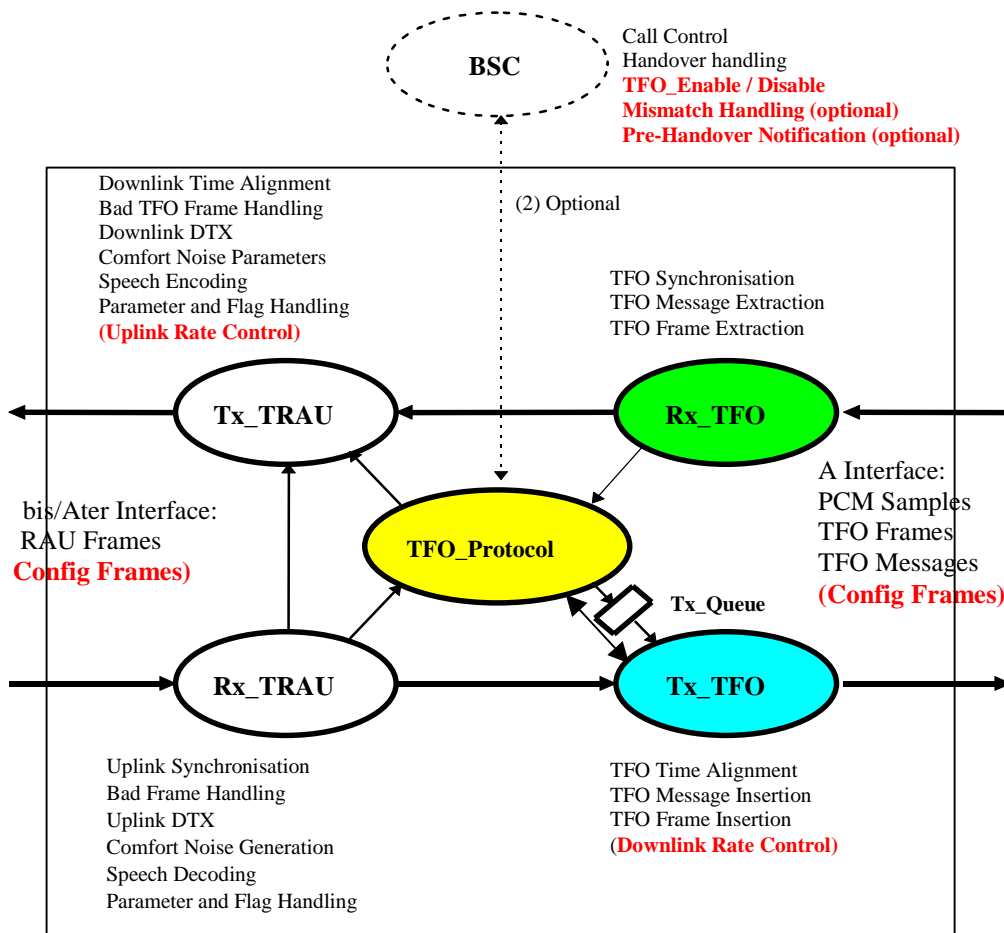 BSC
Call Control
Handover handling
TFO_Enable / Disable
Mismatch Handling (optional)
Pre-Handover Notification (optional)
Downlink Time Alignment
Bad TFO Frame Handling
Downlink DTX
Comfort Noise Parameters
Speech Encoding
Parameter and Flag Handling
(Uplink Rate Control)
(2) Optional
TFO Synchronisation
TFO Message Extraction
TFO Frame Extraction
Tx_TRAU
Rx_TFO
bis/Ater Interface:
RAU Frames
Config Frames)
TFO_Protocol
A Interface:
PCM Samples
TFO Frames
TFO Messages
(Config Frames)
Tx_Queue
Rx_TRAU
Tx_TFO
Uplink Synchronisation
Bad Frame Handling
Uplink DTX
Comfort Noise Generation
Speech Decoding
Parameter and Flag Handling
TFO Time Alignment
TFO Message Insertion
TFO Frame Insertion
(Downlink Rate Control)